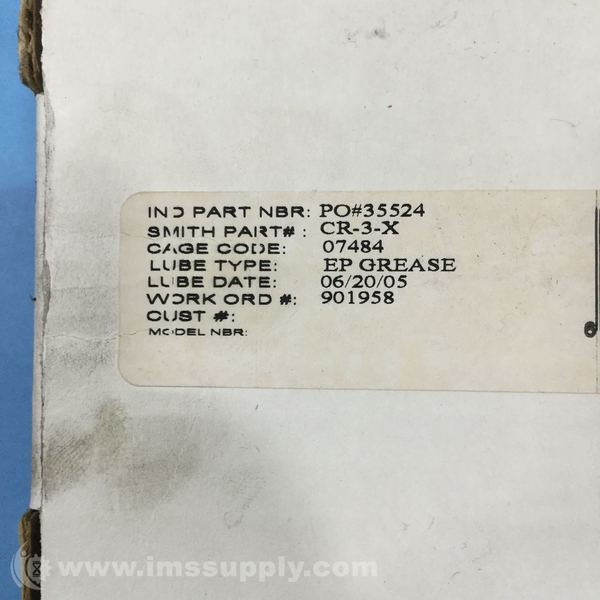 IND PART NBR: PO#35524
SMITH PART# : CR-3-X
CAGE CODE: 07484
LUBE TYPE: EP GREASE
LUBE DATE: 06/20/05
WORK ORD #: 901958
CUST #:
MODEL NBR:
www.imssupply.com